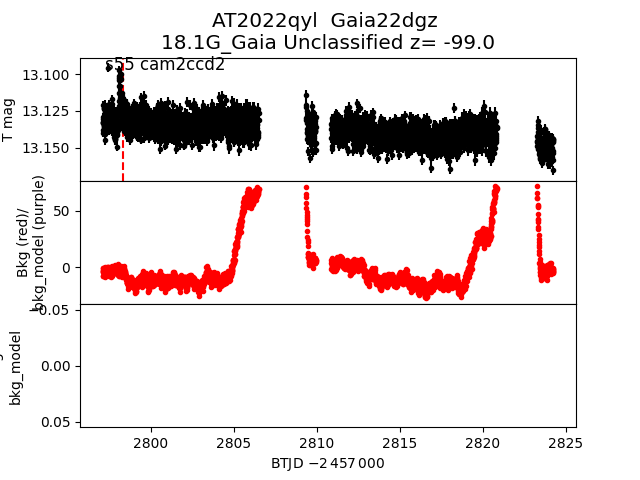 AT2022qyl  Gaia22dgz
18.1G_Gaia Unclassified z= -99.0
s55 cam2ccd2
13.100
13.125
13.150
T mag
50
0
Bkg (red)/
bkg_model (purple)
0.05
0.00
0.05
bkg_model
2800
2805
2810
2815
2820
2825
BTJD −2 457 000